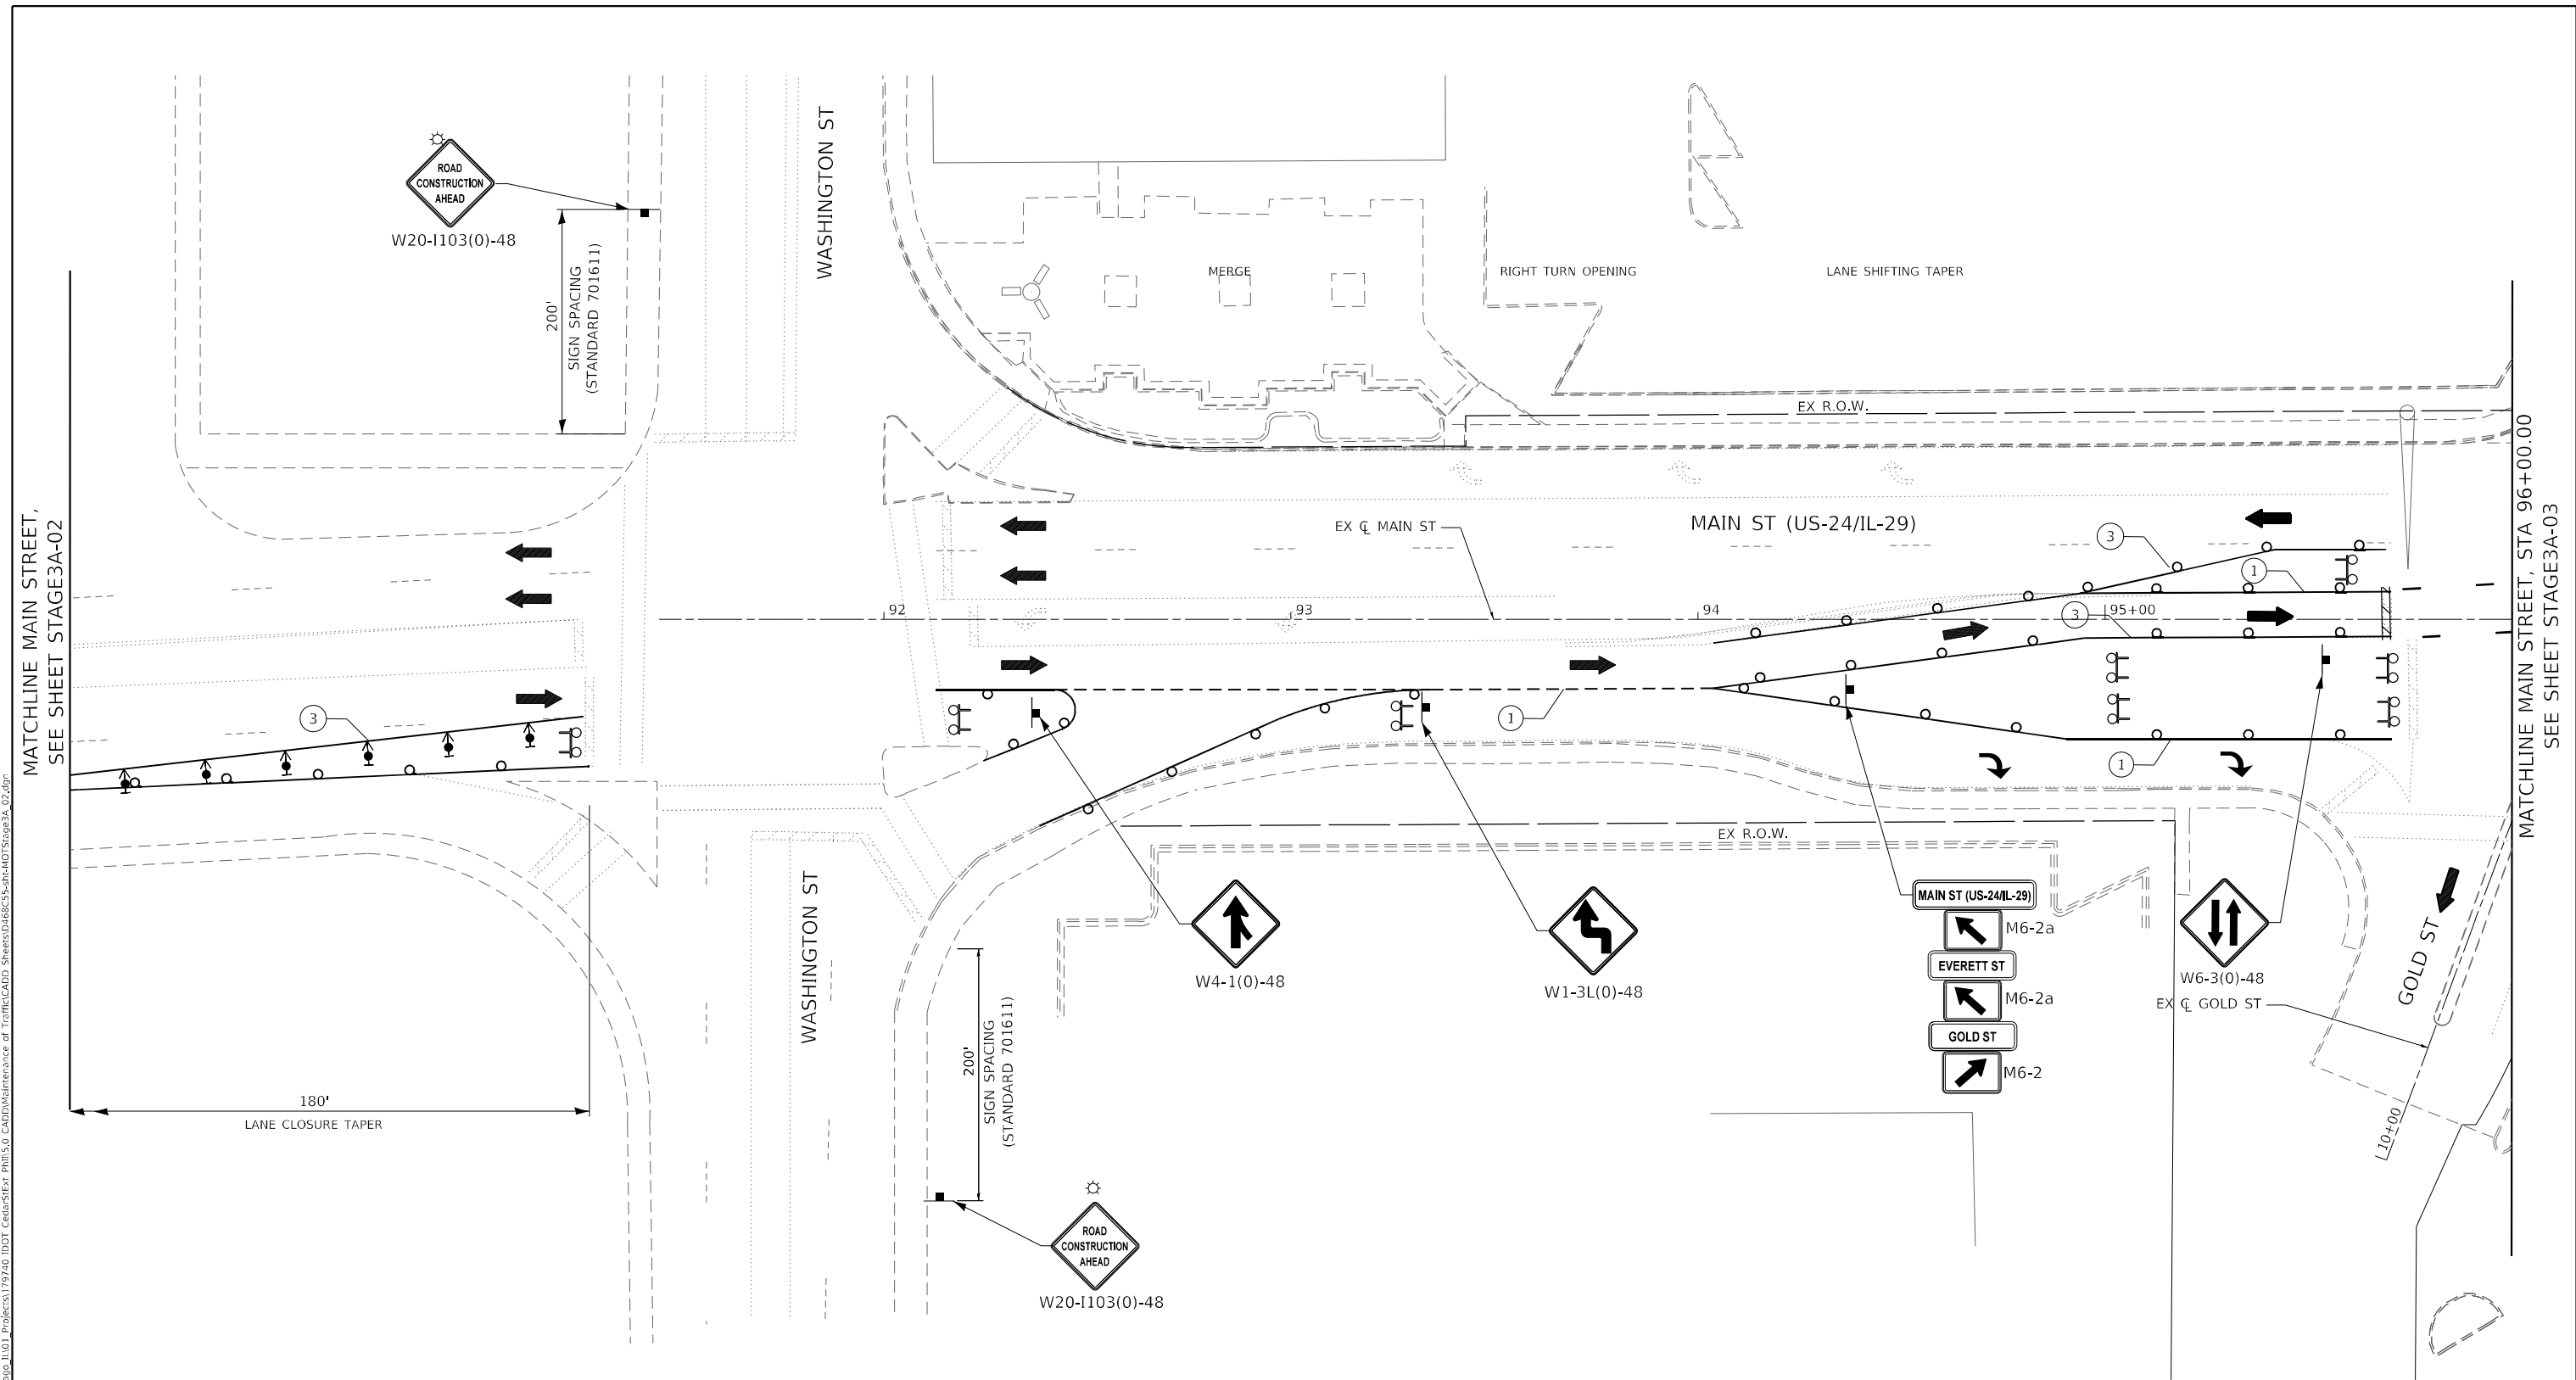 ROAD
CONSTRUCTION
AHEAD
W20-I103(0)-48
200'
SIGN SPACING
(STANDARD 701611)
WASHINGTON ST
MERGE
RIGHT TURN OPENING
LANE SHIFTING TAPER
EX R.O.W.
MATCHLINE MAIN STREET,
SEE SHEET STAGE3A-02
EX ℄ MAIN ST
MAIN ST (US-24/IL-29)
3
1
92
93
94
3
95+00
MATCHLINE MAIN STREET, STA 96+00.00
SEE SHEET STAGE3A-03
3
1
1
EX R.O.W.
WASHINGTON ST
W4-1(0)-48
W1-3L(0)-48
MAIN ST (US-24/IL-29)
M6-2a
EVERETT ST
M6-2a
GOLD ST
M6-2
W6-3(0)-48
EX ℄ GOLD ST
GOLD ST
10+00
200'
SIGN SPACING
(STANDARD 701611)
180'
LANE CLOSURE TAPER
ROAD
CONSTRUCTION
AHEAD
W20-I103(0)-48